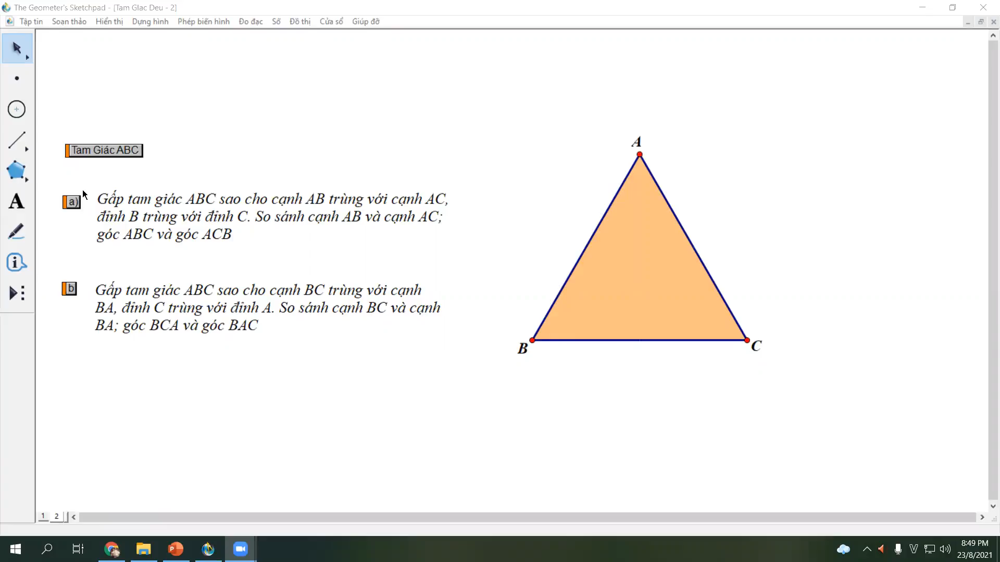 The Geometer's Sketchpad - [Tam GIac Deu - 2]
Tập tin Soạn thảo Hiển thị Dựng hình Phép biến hình Đo đạc Số Đồ thị Cửa sổ Giúp đỡ
A
Tam Giác ABC
a) Gấp tam giác ABC sao cho cạnh AB trùng với cạnh AC,
đỉnh B trùng với đỉnh C. So sánh cạnh AB và cạnh AC;
góc ABC và góc ACB
A
b Gấp tam giác ABC sao cho cạnh BC trùng với cạnh
BA, đỉnh C trùng với đỉnh A. So sánh cạnh BC và cạnh
BA; góc BCA và góc BAC
B C
1 2
8:49 PM
23/8/2021